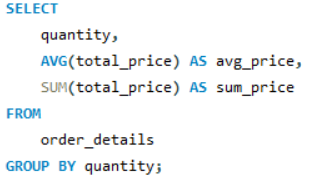 SELECT
    quantity,
    AVG(total_price) AS avg_price,
    SUM(total_price) AS sum_price
FROM
    order_details
GROUP BY quantity;